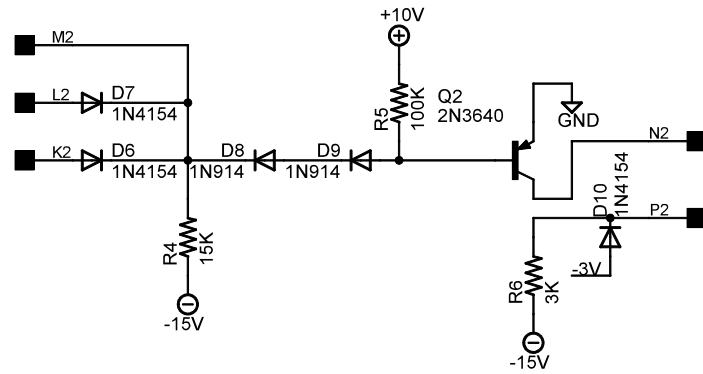 M2
+10V
L2
D7
1N4154
R5
100K
Q2
2N3640
GND
N2
K2
D6
1N4154
D8
1N914
D9
1N914
D10
1N4154
P2
R4
15K
-15V
-3V
R6
3K
-15V